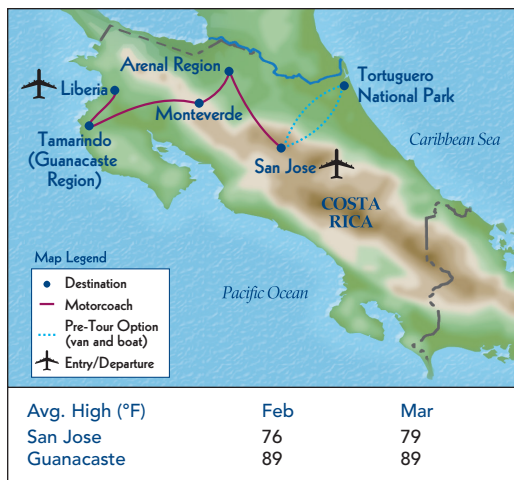 Arenal Region
Liberia
Tortuguero
National Park
Monteverde
Tamarindo
(Guanacaste
Region)
Caribbean Sea
San Jose
COSTA
RICA
Map Legend
Destination
Motorcoach
Pre-Tour Option
(van and boat)
Entry/Departure
Pacific Ocean
Avg. High (°F) Feb Mar
San Jose 76 79
Guanacaste 89 89